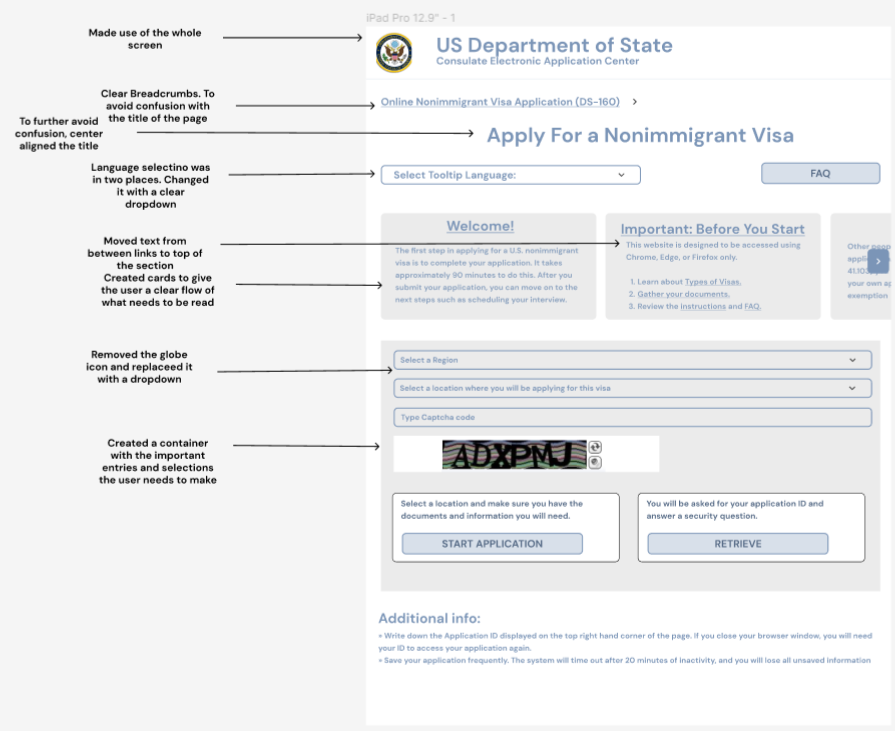 iPad Pro 12.9" - 1
Made use of the whole
screen
US Department of State
Consulate Electronic Application Center
Clear Breadcrumbs. To
avoid confusion with
the title of the page
Online Nonimmigrant Visa Application (DS-160) >
To further avoid
confusion, center
aligned the title
Apply For a Nonimmigrant Visa
Language selectino was
in two places. Changed
it with a clear
dropdown
Select Tooltip Language:
FAQ
Moved text from
between links to top of
the section
Created cards to give
the user a clear flow of
what needs to be read
Welcome!
The first step in applying for a U.S. nonimmigrant
visa is to complete your application. It takes
approximately 90 minutes to do this. After you
submit your application, you can move on to the
next steps such as scheduling your interview.
Important: Before You Start
This website is designed to be accessed using
Chrome, Edge, or Firefox only.
1. Learn about Types of Visas.
2. Gather your documents.
3. Review the instructions and FAQ.
Other
41.103
your own
exemption
Removed the globe
icon and replaceed it
with a dropdown
Select a Region
Select a location where you will be applying for this visa
Type Captcha code
Created a container
with the important
entries and selections
the user needs to make
ADXPMJ
Select a location and make sure you have the
documents and information you will need.
START APPLICATION
You will be asked for your application ID and
answer a security question.
RETRIEVE
Additional info:
» Write down the Application ID displayed on the top right hand corner of the page. If you close your browser window, you will need
your ID to access your application again.
» Save your application frequently. The system will time out after 20 minutes of inactivity, and you will lose all unsaved information